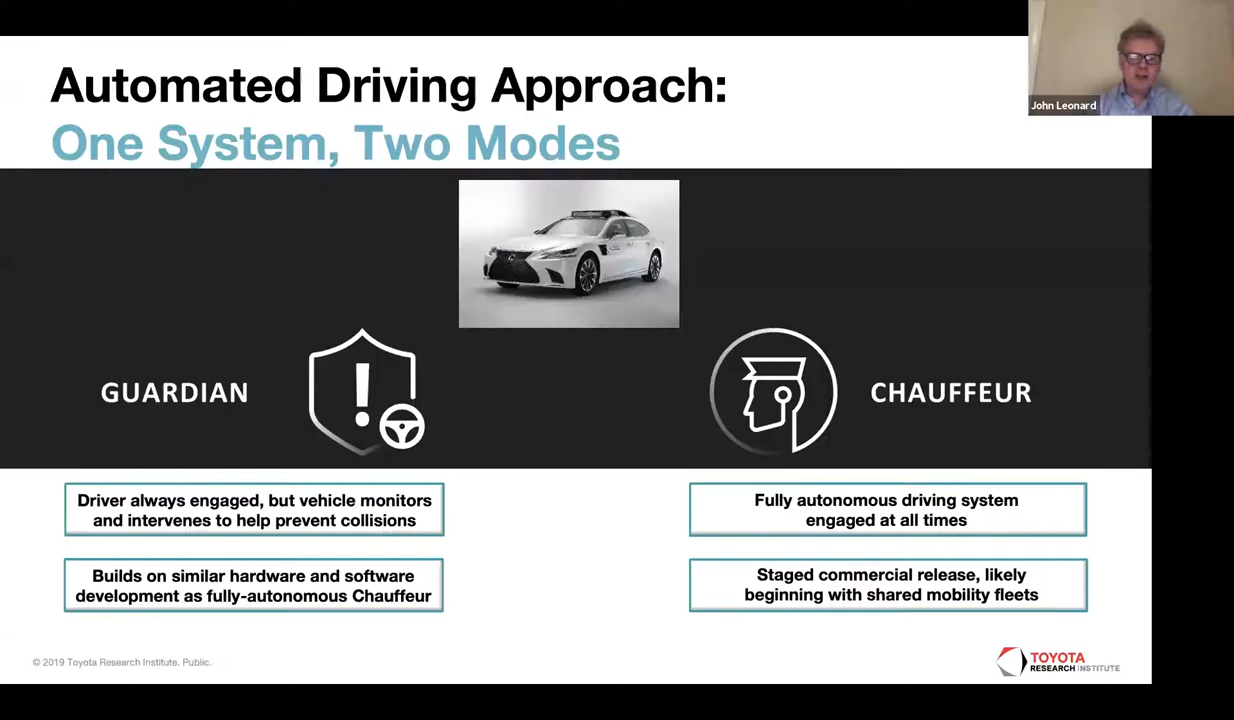 Automated Driving Approach:
One System, Two Modes
John Leonard
GUARDIAN
CHAUFFEUR
Driver always engaged, but vehicle monitors
and intervenes to help prevent collisions
Builds on similar hardware and software
development as fully-autonomous Chauffeur
Fully autonomous driving system
engaged at all times
Staged commercial release, likely
beginning with shared mobility fleets
© 2019 Toyota Research Institute. Public.
TOYOTA
RESEARCH INSTITUTE